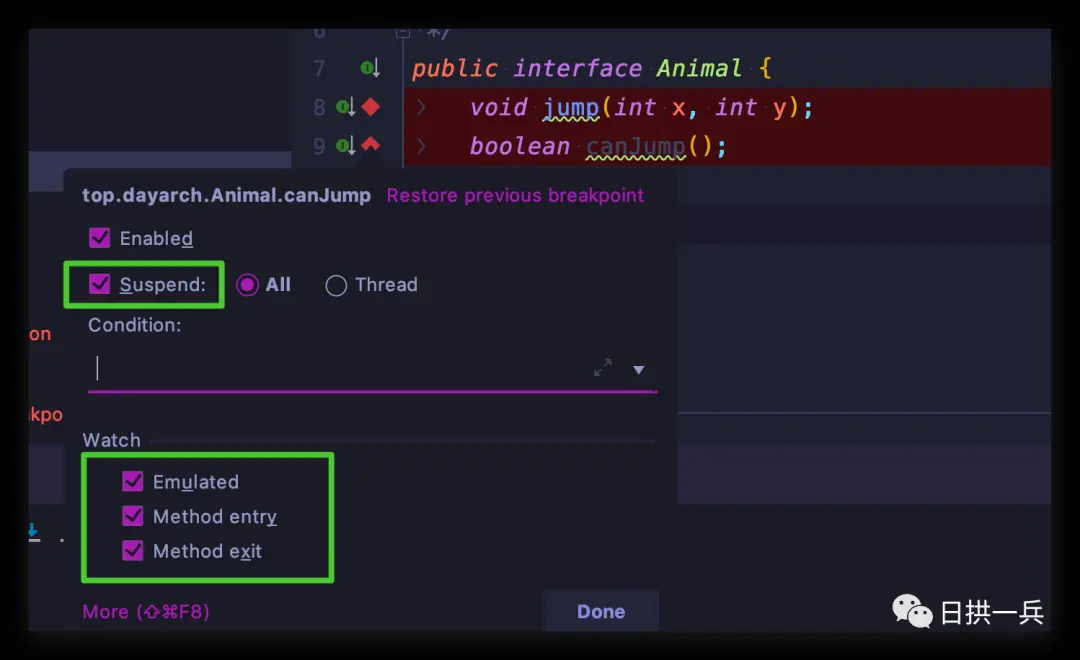 6 */
7 public interface Animal {
8 void jump(int x, int y);
9 boolean canJump();
top.dayarch.Animal.canJump Restore previous breakpoint
Enabled
Suspend: All Thread
Condition:
on
kpo
Watch
Emulated
Method entry
Method exit
More (⇧⌘F8) Done
日拱一兵